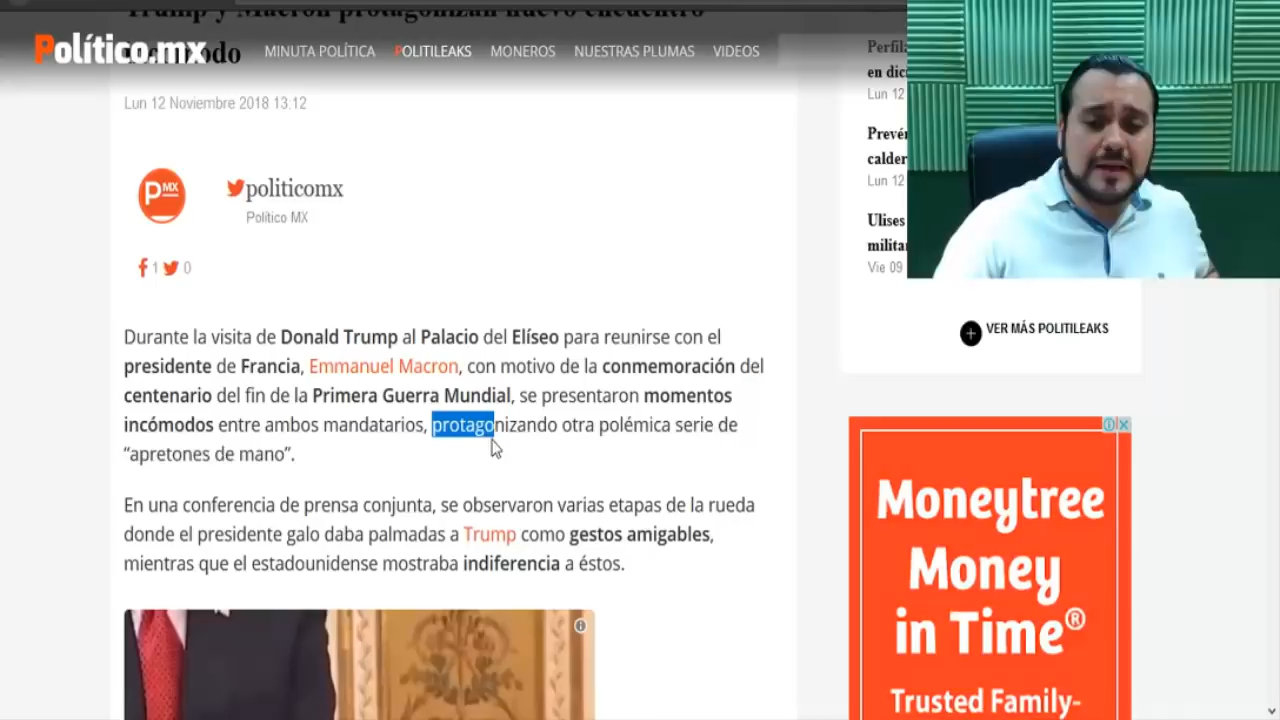 Trump y Macron protagonizan nuevo encuentro
Político.mx
MINUTA POLÍTICA
POLITILEAKS
MONEROS
NUESTRAS PLUMAS
VIDEOS
Lun 12 Noviembre 2018 13.12
PMX
politicomx
Político MX
1 0
Durante la visita de Donald Trump al Palacio del Elíseo para reunirse con el
presidente de Francia, Emmanuel Macron, con motivo de la conmemoración del
centenario del fin de la Primera Guerra Mundial, se presentaron momentos
incómodos entre ambos mandatarios, protagonizando otra polémica serie de
“apretones de mano”.
En una conferencia de prensa conjunta, se observaron varias etapas de la rueda
donde el presidente galo daba palmadas a Trump como gestos amigables,
mientras que el estadounidense mostraba indiferencia a éstos.
Perfil
en dic
Lun 12
Prevé
calder
Lun 12
Ulises
milita
Vie 09
VER MÁS POLITILEAKS
Moneytree
Money
in Time®
Trusted Family-